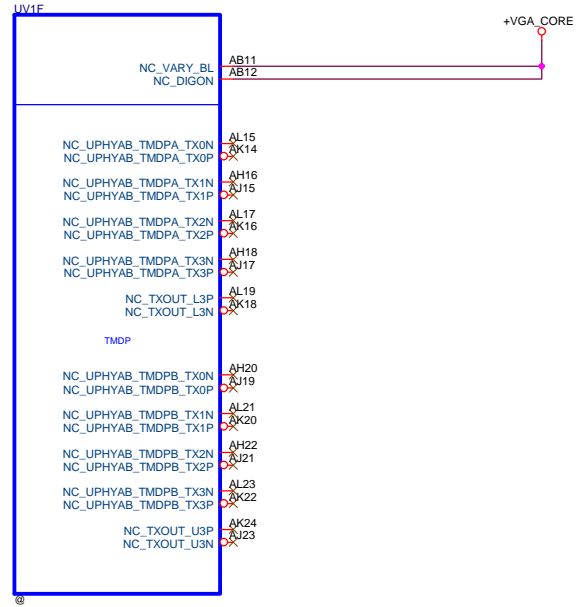 UV1F
+VGA_CORE
NC_VARY_BL AB11
NC_DIGON AB12
NC_UPHYAB_TMDPA_TX0N AL15
NC_UPHYAB_TMDPA_TX0P AK14
NC_UPHYAB_TMDPA_TX1N AH16
NC_UPHYAB_TMDPA_TX1P AJ15
NC_UPHYAB_TMDPA_TX2N AL17
NC_UPHYAB_TMDPA_TX2P AK16
NC_UPHYAB_TMDPA_TX3N AH18
NC_UPHYAB_TMDPA_TX3P AJ17
NC_TXOUT_L3P AL19
NC_TXOUT_L3N AK18
TMDP
NC_UPHYAB_TMDPB_TX0N AH20
NC_UPHYAB_TMDPB_TX0P AJ19
NC_UPHYAB_TMDPB_TX1N AL21
NC_UPHYAB_TMDPB_TX1P AK20
NC_UPHYAB_TMDPB_TX2N AH22
NC_UPHYAB_TMDPB_TX2P AJ21
NC_UPHYAB_TMDPB_TX3N AL23
NC_UPHYAB_TMDPB_TX3P AK22
NC_TXOUT_U3P AK24
NC_TXOUT_U3N AJ23
@